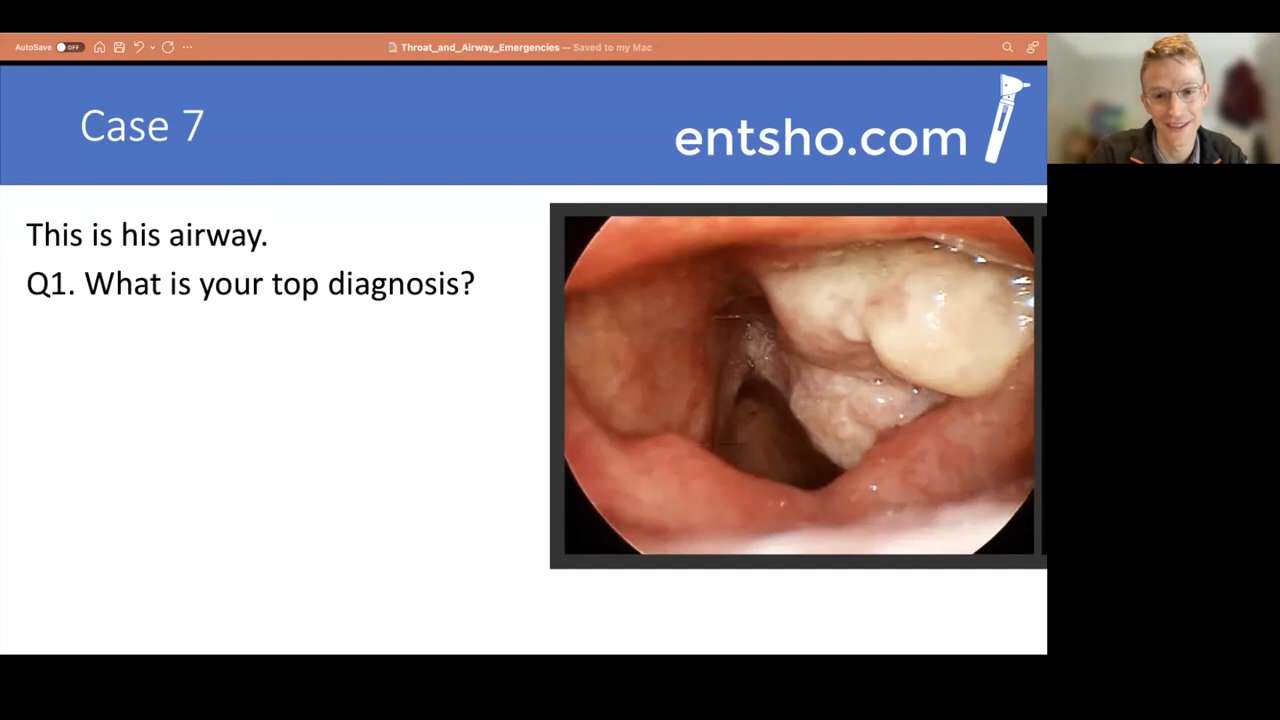 AutoSave OFF
Throat_and_Airway_Emergencies — Saved to my Mac
Case 7
entsho.com
This is his airway.
Q1. What is your top diagnosis?